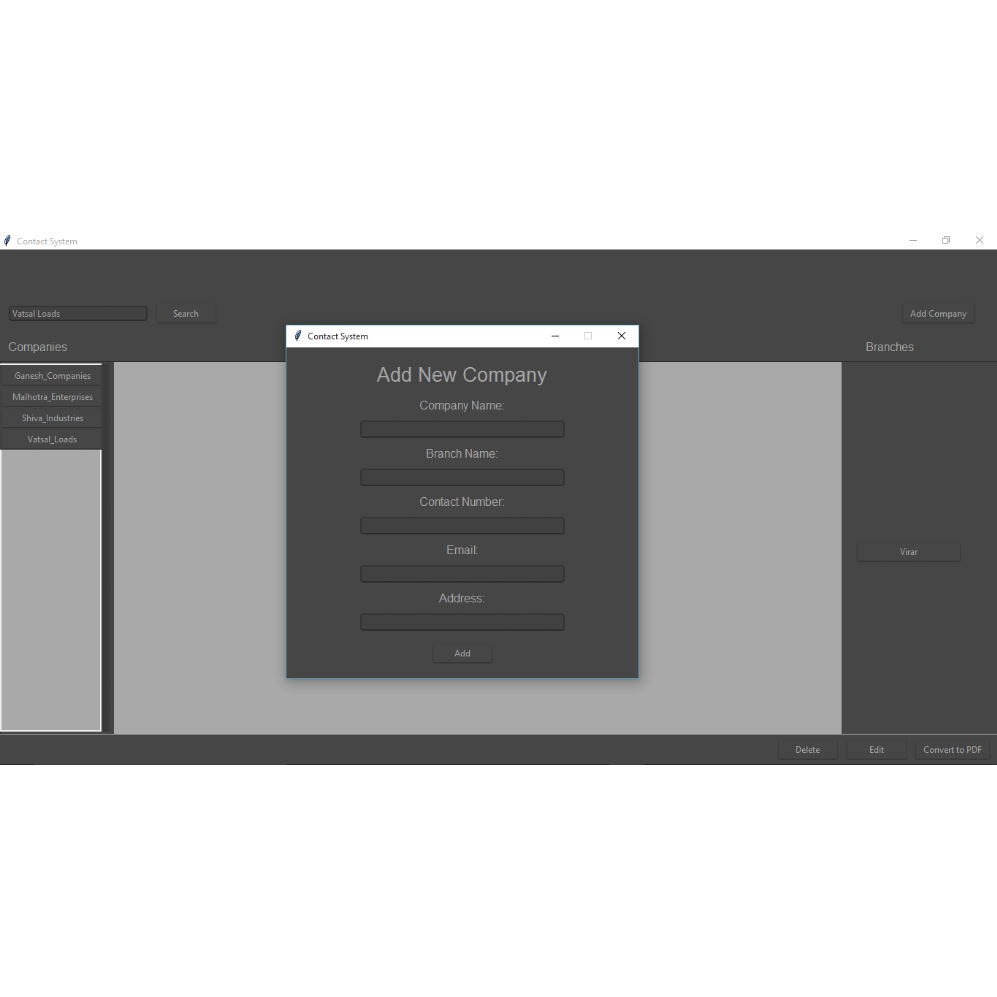 Contact System
Vatsal Loads
Search
Add Company
Companies
Branches
Ganesh_Companies
Malhotra_Enterprises
Shiva_Industries
Vatsal_Loads
Contact System
Add New Company
Company Name:
Branch Name:
Contact Number:
Email:
Address:
Add
Virar
Delete
Edit
Convert to PDF